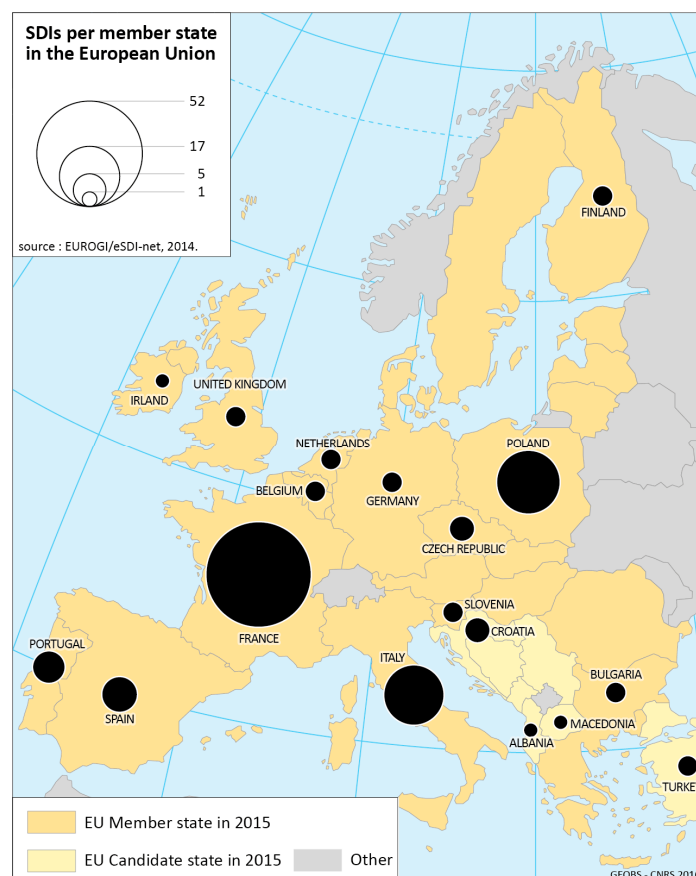 SDIs per member state
in the European Union
52
17
5
1
source : EUROGI/eSDI-net, 2014.
FINLAND
UNITED KINGDOM
IRLAND
NETHERLANDS
POLAND
BELGIUM
GERMANY
CZECH REPUBLIC
SLOVENIA
CROATIA
FRANCE
PORTUGAL
ITALY
BULGARIA
SPAIN
MACEDONIA
ALBANIA
TURKE
EU Member state in 2015
EU Candidate state in 2015
Other